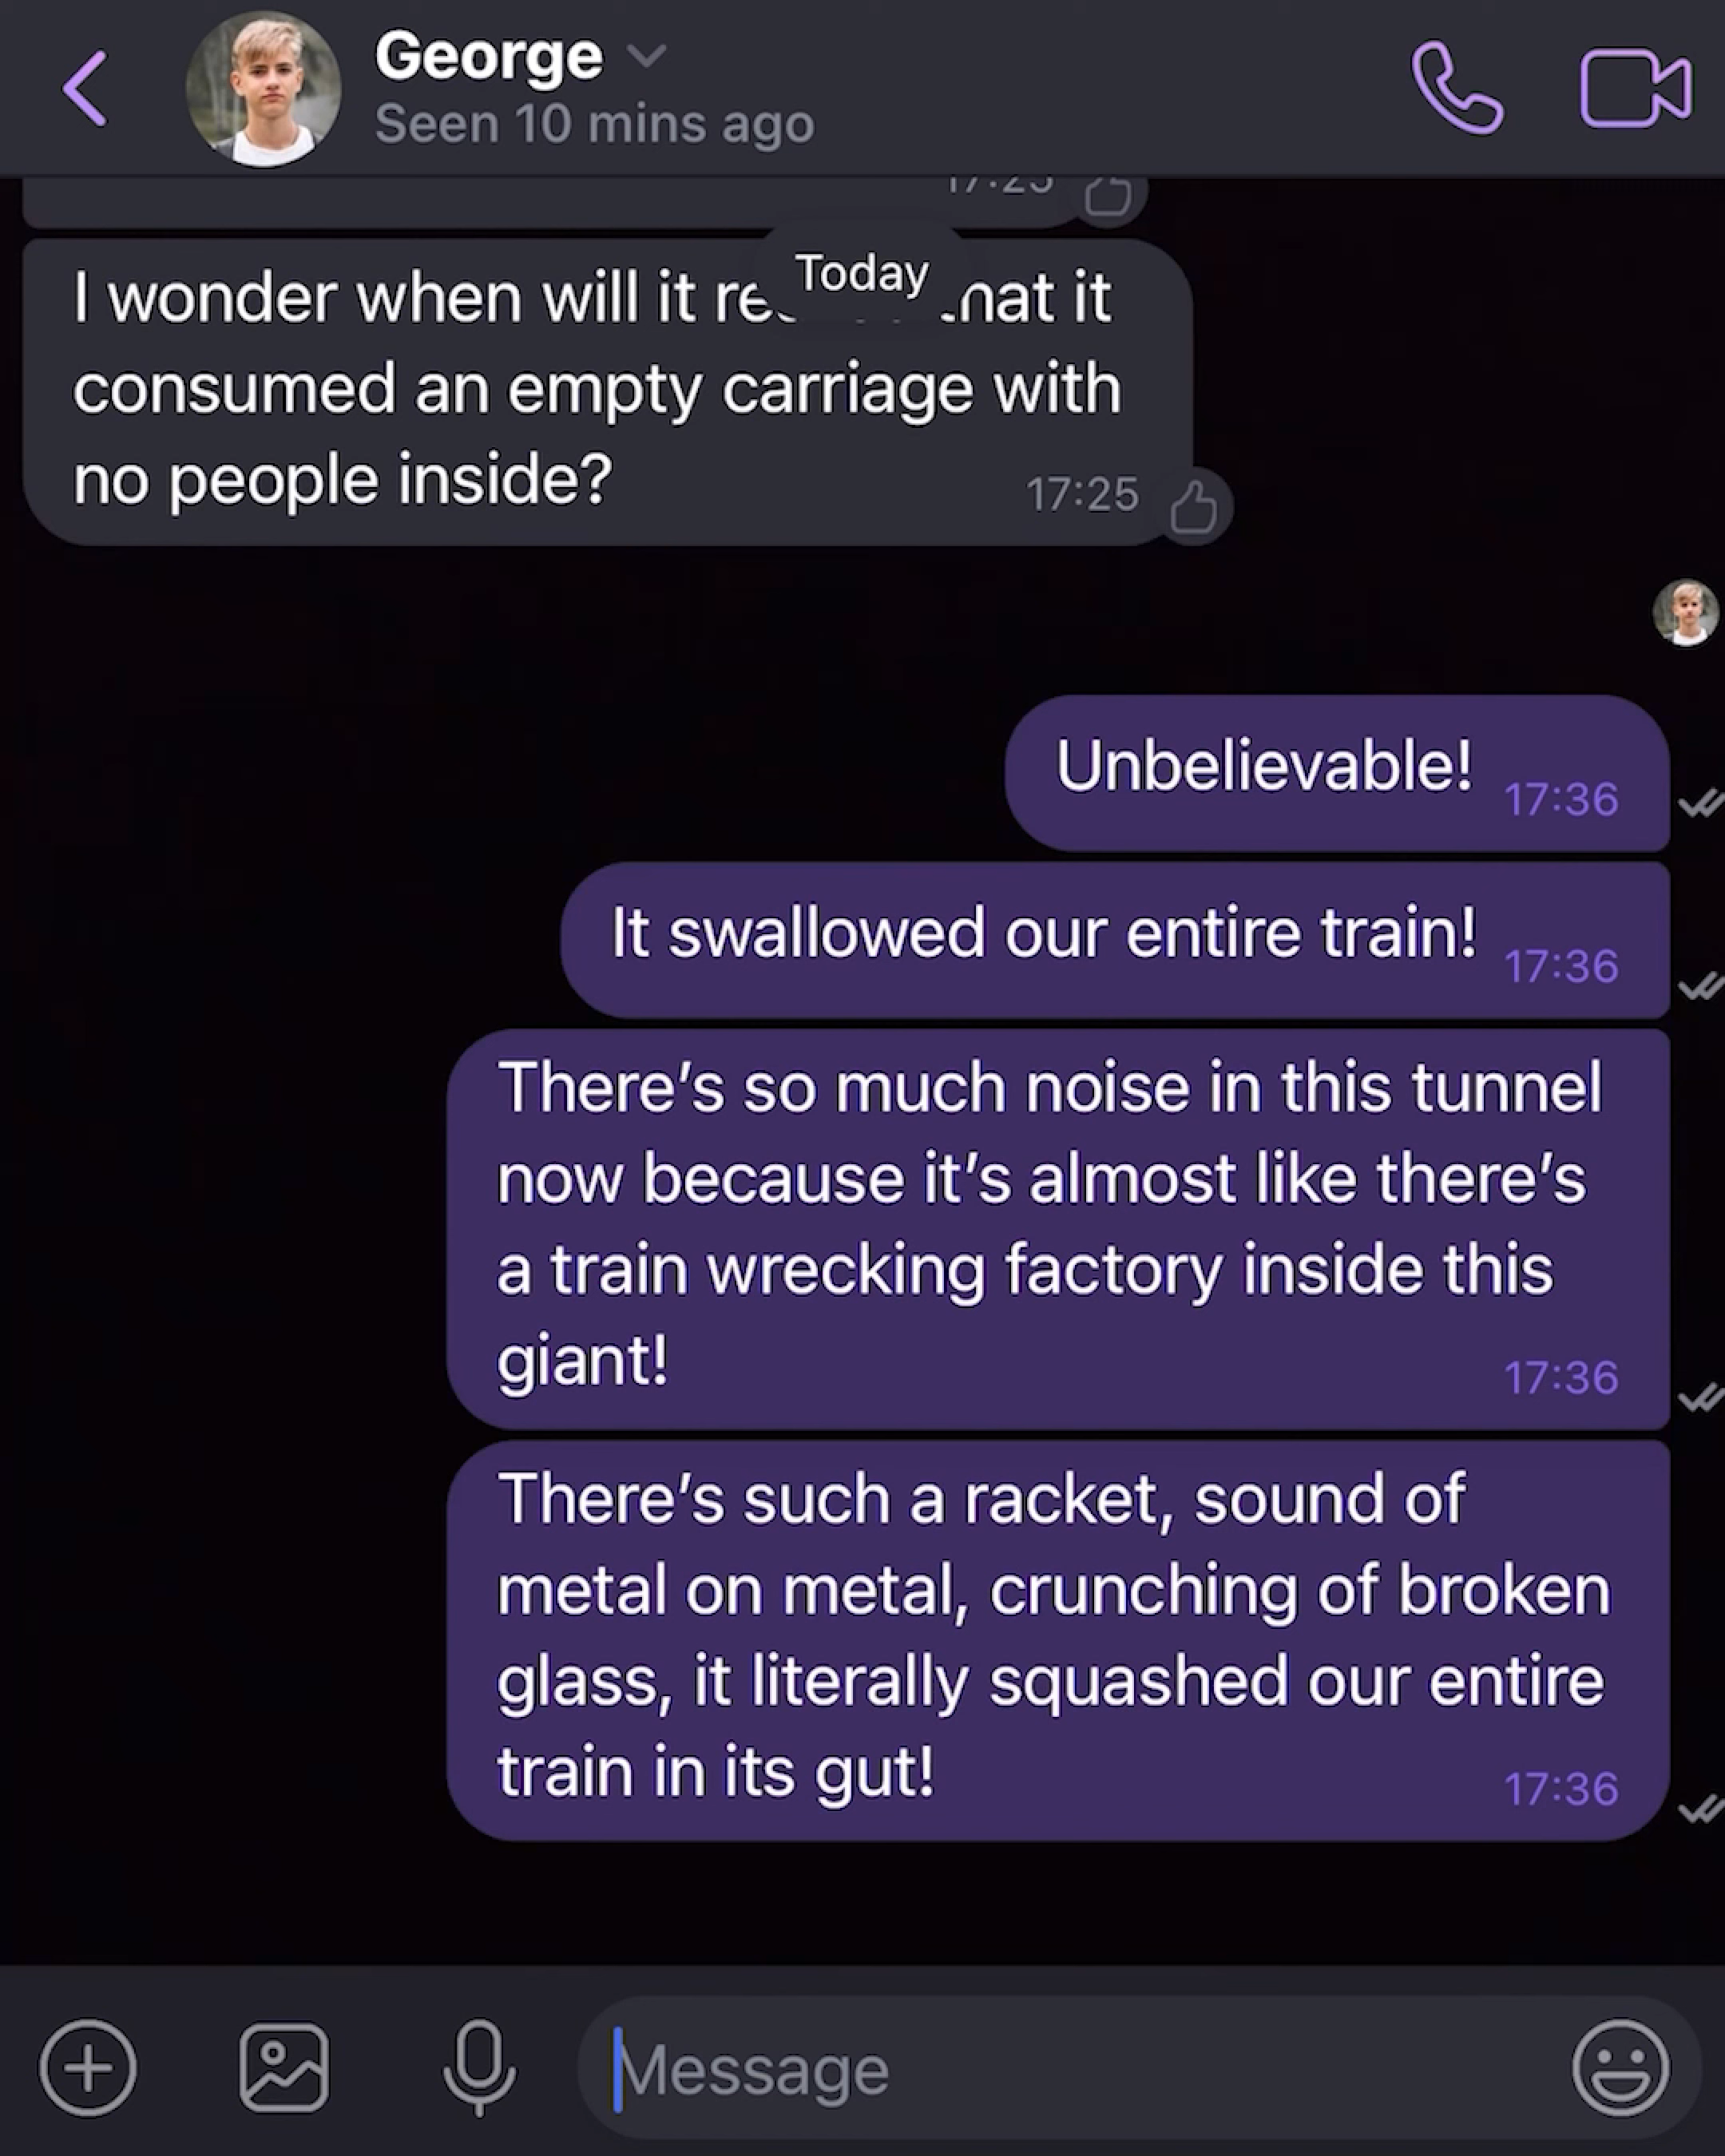 George
Seen 10 mins ago
17:25
Today
I wonder when will it that it
consumed an empty carriage with
no people inside?
17:25
Unbelievable!
17:36
It swallowed our entire train!
17:36
There's so much noise in this tunnel
now because it's almost like there's
a train wrecking factory inside this
giant!
17:36
There's such a racket, sound of
metal on metal, crunching of broken
glass, it literally squashed our entire
train in its gut!
17:36
Message